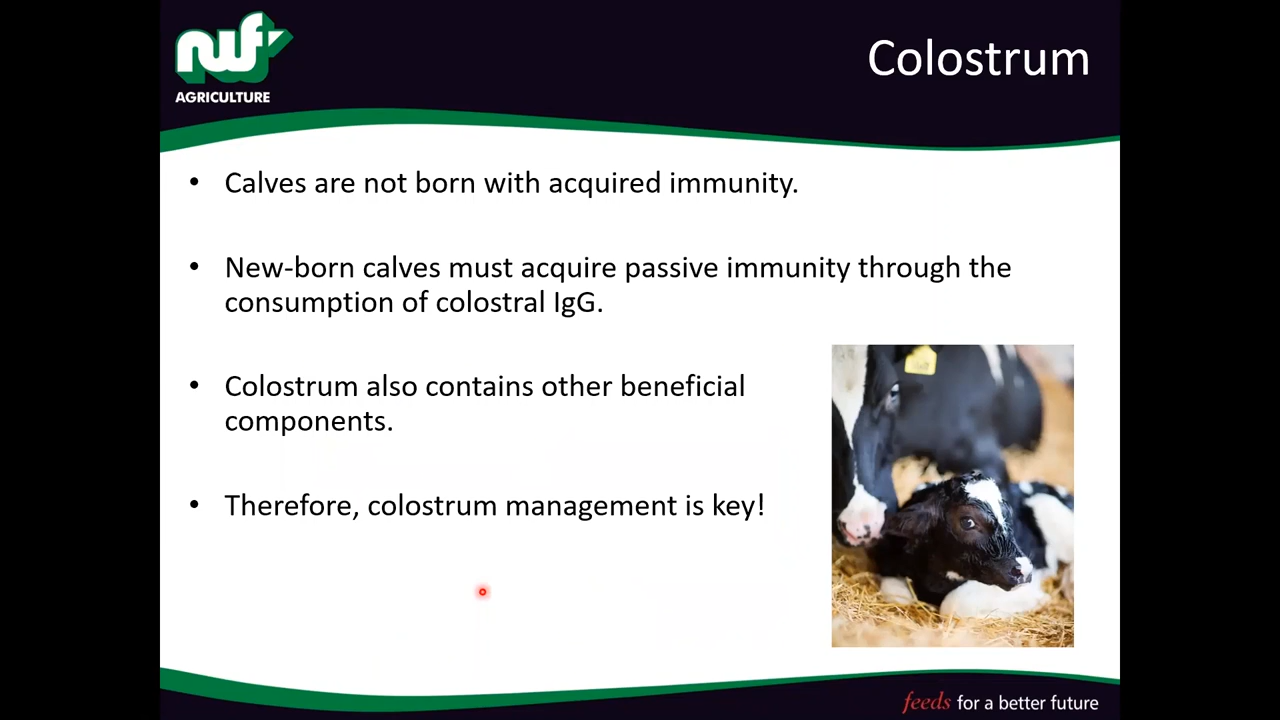 nwf
AGRICULTURE
Colostrum
• Calves are not born with acquired immunity.
• New-born calves must acquire passive immunity through the
consumption of colostral IgG.
• Colostrum also contains other beneficial
components.
• Therefore, colostrum management is key!
feeds for a better future